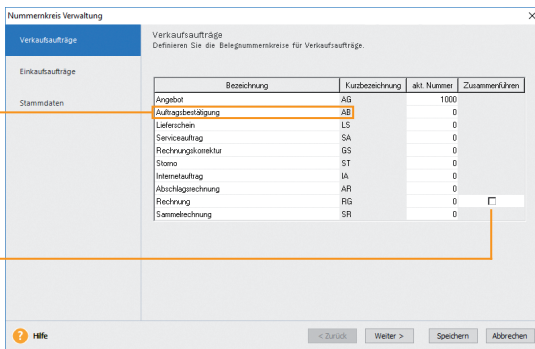 Nummernkreis Verwaltung
Verkaufsaufträge
Einkaufsaufträge
Stammdaten
Verkaufsaufträge
Definieren Sie die Belegnummernkreise für Verkaufsaufträge.
Bezeichnung Kurzbezeichnung akt. Nummer Zusammenführen
Angebot AG 1000
Auftragsbestätigung AB 0
Lieferschein LS 0
Serviceauftrag SA 0
Rechnungskorrektur GS 0
Storno ST 0
Internetauftrag IA 0
Abschlagsrechnung AR 0
Rechnung RG 0
Sammelrechnung SR 0
? Hilfe < Zurück Weiter > Speichern Abbrechen